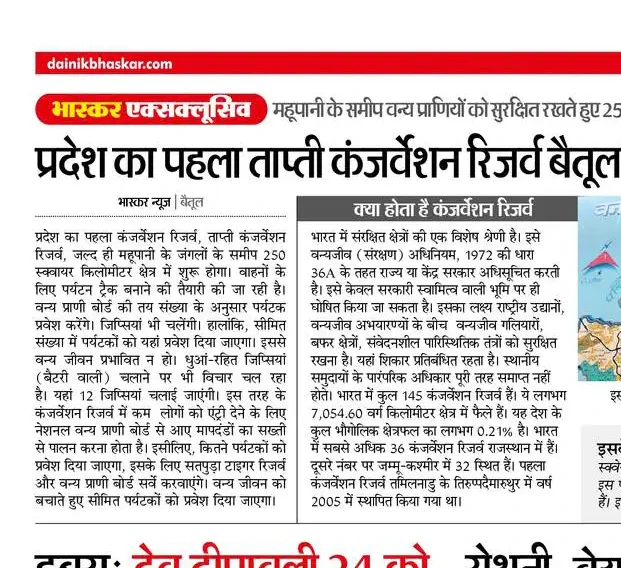 dainikbhaskar.com
भास्कर एक्सक्लूसिव महूपानी के समीप वन्य प्राणियों को सुरक्षित रखते हुए 25
प्रदेश का पहला ताप्ती कंजर्वेशन रिजर्व बैतूल
भास्कर न्यूज | बैतूल
प्रदेश का पहला कंजर्वेशन रिजर्व, ताप्ती कंजर्वेशन
रिजर्व, जल्द ही महूपानी के जंगलों के समीप 250
स्क्वायर किलोमीटर क्षेत्र में शुरू होगा। वाहनों के
लिए पर्यटन ट्रैक बनाने की तैयारी की जा रही है।
वन्य प्राणी बोर्ड की तय संख्या के अनुसार पर्यटक
प्रवेश करेंगे। जिप्सियां भी चलेंगी। हालांकि, सीमित
संख्या में पर्यटकों को यहां प्रवेश दिया जाएगा। इससे
वन्य जीवन प्रभावित न हो। धुआं-रहित जिप्सियां
(बैटरी वाली) चलाने पर भी विचार चल रहा
है। यहां 12 जिप्सियां चलाई जाएंगी। इस तरह के
कंजर्वेशन रिजर्व में कम लोगों को एंट्री देने के लिए
नेशनल वन्य प्राणी बोर्ड से आए मापदंडों का सख्ती
से पालन करना होता है। इसीलिए, कितने पर्यटकों को
प्रवेश दिया जाएगा, इसके लिए सतपुड़ा टाइगर रिजर्व
और वन्य प्राणी बोर्ड सर्वे करवाएंगे। वन्य जीवन को
बचाते हुए सीमित पर्यटकों को प्रवेश दिया जाएगा।
क्या होता है कंजर्वेशन रिजर्व
भारत में संरक्षित क्षेत्रों की एक विशेष श्रेणी है। इसे
वन्यजीव (संरक्षण) अधिनियम, 1972 की धारा
36A के तहत राज्य या केंद्र सरकार अधिसूचित करती
है। इसे केवल सरकारी स्वामित्व वाली भूमि पर ही
घोषित किया जा सकता है। इसका लक्ष्य राष्ट्रीय उद्यानों,
वन्यजीव अभयारण्यों के बीच वन्यजीव गलियारों,
बफर क्षेत्रों, संवेदनशील पारिस्थितिक तंत्रों को सुरक्षित
रखना है। यहां शिकार प्रतिबंधित रहता है। स्थानीय
समुदायों के पारंपरिक अधिकार पूरी तरह समाप्त नहीं
होते। भारत में कुल 145 कंजर्वेशन रिजर्व हैं। ये लगभग
7,054.60 वर्ग किलोमीटर क्षेत्र में फैले हैं। यह देश के
कुल भौगोलिक क्षेत्रफल का लगभग 0.21% है। भारत
में सबसे अधिक 36 कंजर्वेशन रिजर्व राजस्थान में हैं।
दूसरे नंबर पर जम्मू-कश्मीर में 32 स्थित हैं। पहला
कंजर्वेशन रिजर्व तमिलनाडु के तिरुप्पदैमारुथुर में वर्ष
2005 में स्थापित किया गया था।
इस
इसवे
स्क्वे
इस प
हैं। इ